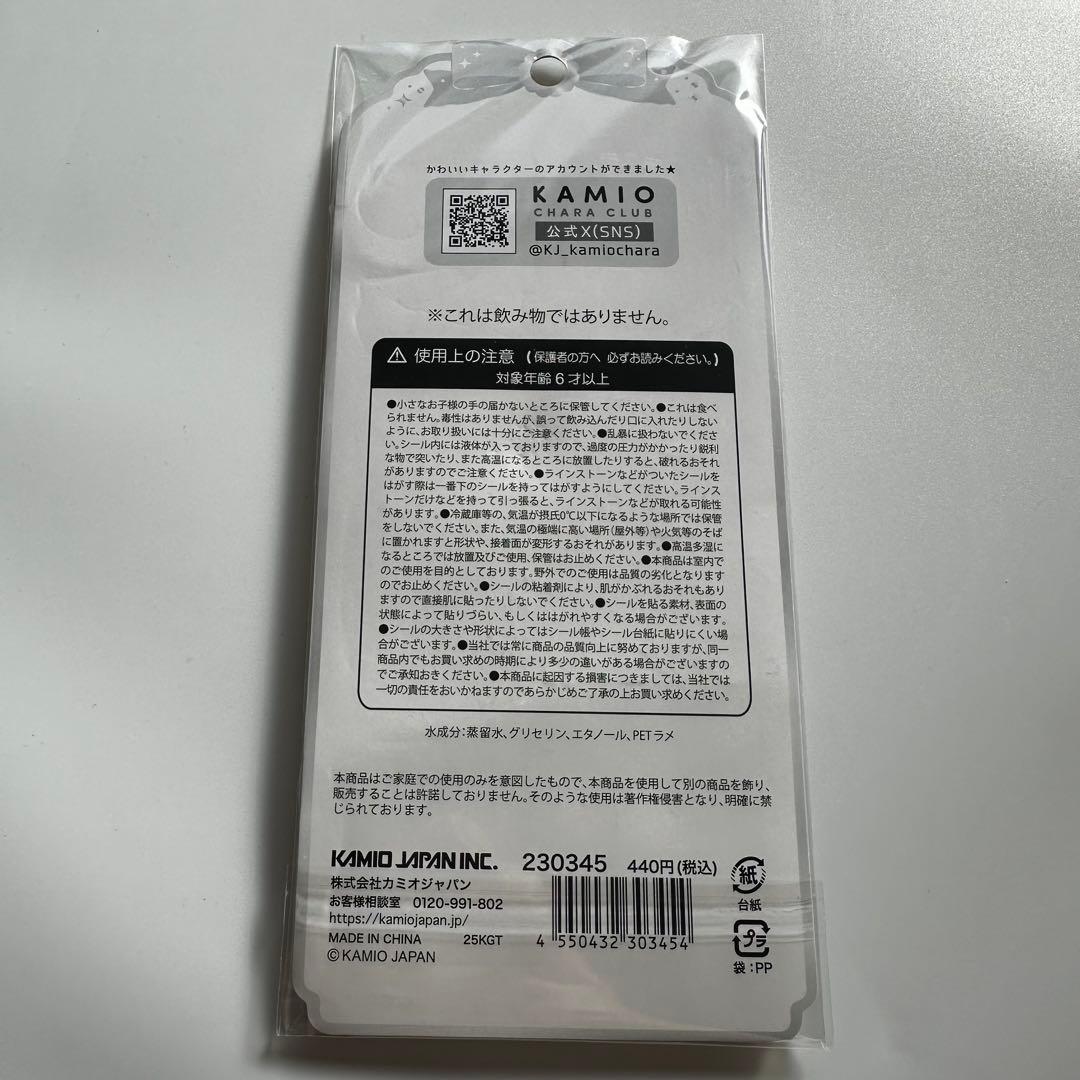 かわいいキャラクターのアカウントができました★
KAMIO
CHARA CLUB
公式X(SNS)
@KJ_kamiochara
※これは飲み物ではありません。
使用上の注意 (保護者の方へ 必ずお読みください。)
対象年齢6才以上
●小さなお子様の手の届かないところに保管してください。●これは食べ
られません。毒性はありませんが、誤って飲み込んだり口に入れたりしない
ように、お取り扱いには十分にご注意ください。●乱暴に扱わないでくださ
い。シール内には液体が入っておりますので、過度の圧力がかかったり鋭利
な物で突いたり、また高温になるところに放置したりすると、破れるおそれ
がありますのでご注意ください。●ラインストーンなどがついたシールを
はがす際は一番下のシールを持ってはがすようにしてください。ラインス
トーンだけなどを持って引っ張ると、ラインストーンなどが取れる可能性
があります。●冷蔵庫等の、気温が摂氏0℃以下になるような場所では保管
をしないでください。また、気温の極端に高い場所(屋外等)や火気等のそば
に置かれますと形状や、接着面が変形するおそれがあります。●高温多湿に
なるところでは放置及びご使用、保管はお止めください。●本商品は室内で
のご使用を目的としております。野外でのご使用は品質の劣化となります
のでお止めください。●シールの粘着剤により、肌がかぶれるおそれもあり
ますので直接肌に貼ったりしないでください。●シールを貼る素材、表面の
状態によって貼りづらい、もしくははがれやすくなる場合がございます。
●シールの大きさや形状によってはシール帳やシール台紙に貼りにくい場
合がございます。●当社では常に商品の品質向上に努めておりますが、同一
商品内でもお買い求めの時期により多少の違いがある場合がございますの
でご承知おきください。●本商品に起因する損害につきましては、当社では
一切の責任をおいかねますのであらかじめご了承の上お買い求めください。
水成分:蒸留水、グリセリン、エタノール、PETラメ
本商品はご家庭での使用のみを意図したもので、本商品を使用して別の商品を飾り、
販売することは許諾しておりません。そのような使用は著作権侵害となり、明確に禁
じられております。
KAMIO JAPAN INC. 230345 440円(税込)
株式会社カミオジャパン
お客様相談室 0120-991-802
https://kamiojapan.jp/
MADE IN CHINA 25KGT
©KAMIO JAPAN
4 550432 303454
紙
台紙
プラ
袋:PP